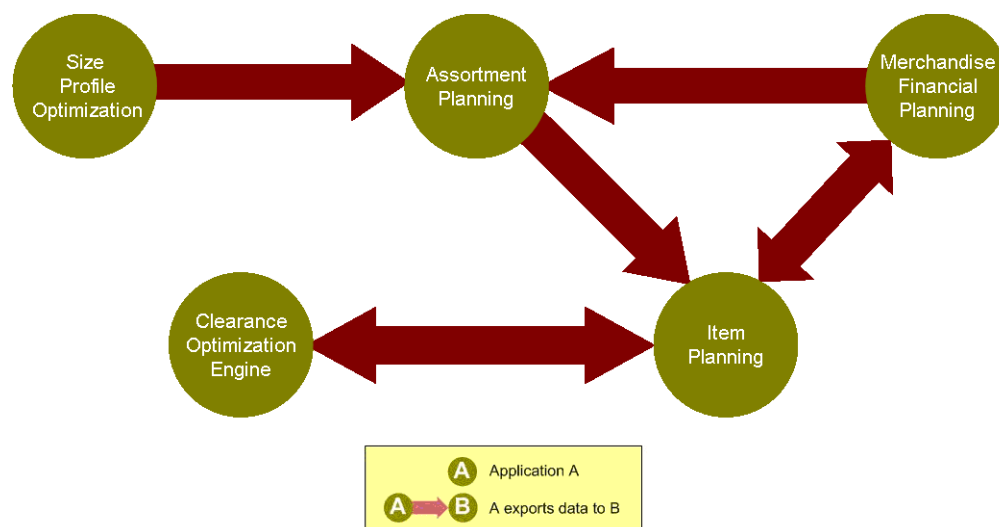 Size
Profile
Optimization
Assortment
Planning
Merchandise
Financial
Planning
Clearance
Optimization
Engine
Item
Planning
A Application A
A B A exports data to B